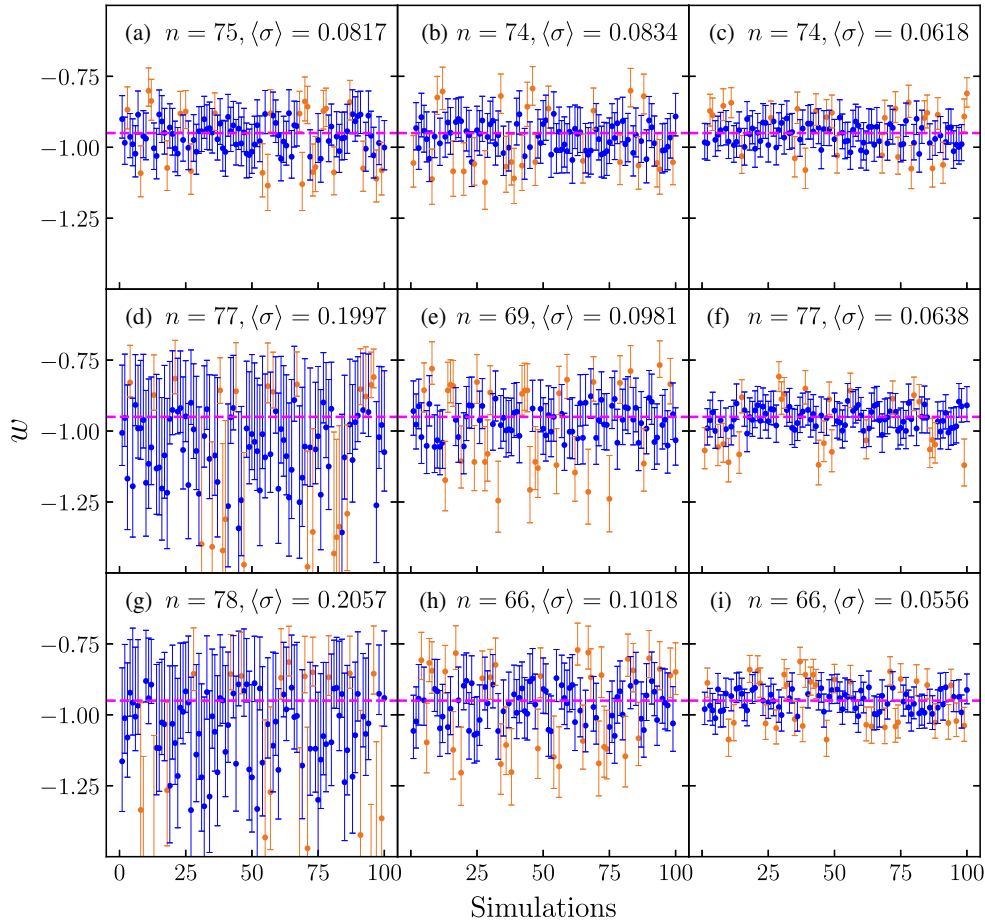 (a) n = 75, ⟨σ⟩ = 0.0817
(b) n = 74, ⟨σ⟩ = 0.0834
(c) n = 74, ⟨σ⟩ = 0.0618
−0.75
−1.00
−1.25
(d) n = 77, ⟨σ⟩ = 0.1997
(e) n = 69, ⟨σ⟩ = 0.0981
(f) n = 77, ⟨σ⟩ = 0.0638
−0.75
−1.00
−1.25
w
(g) n = 78, ⟨σ⟩ = 0.2057
(h) n = 66, ⟨σ⟩ = 0.1018
(i) n = 66, ⟨σ⟩ = 0.0556
−0.75
−1.00
−1.25
0 25 50 75 100
25 50 75 100
25 50 75 100
Simulations